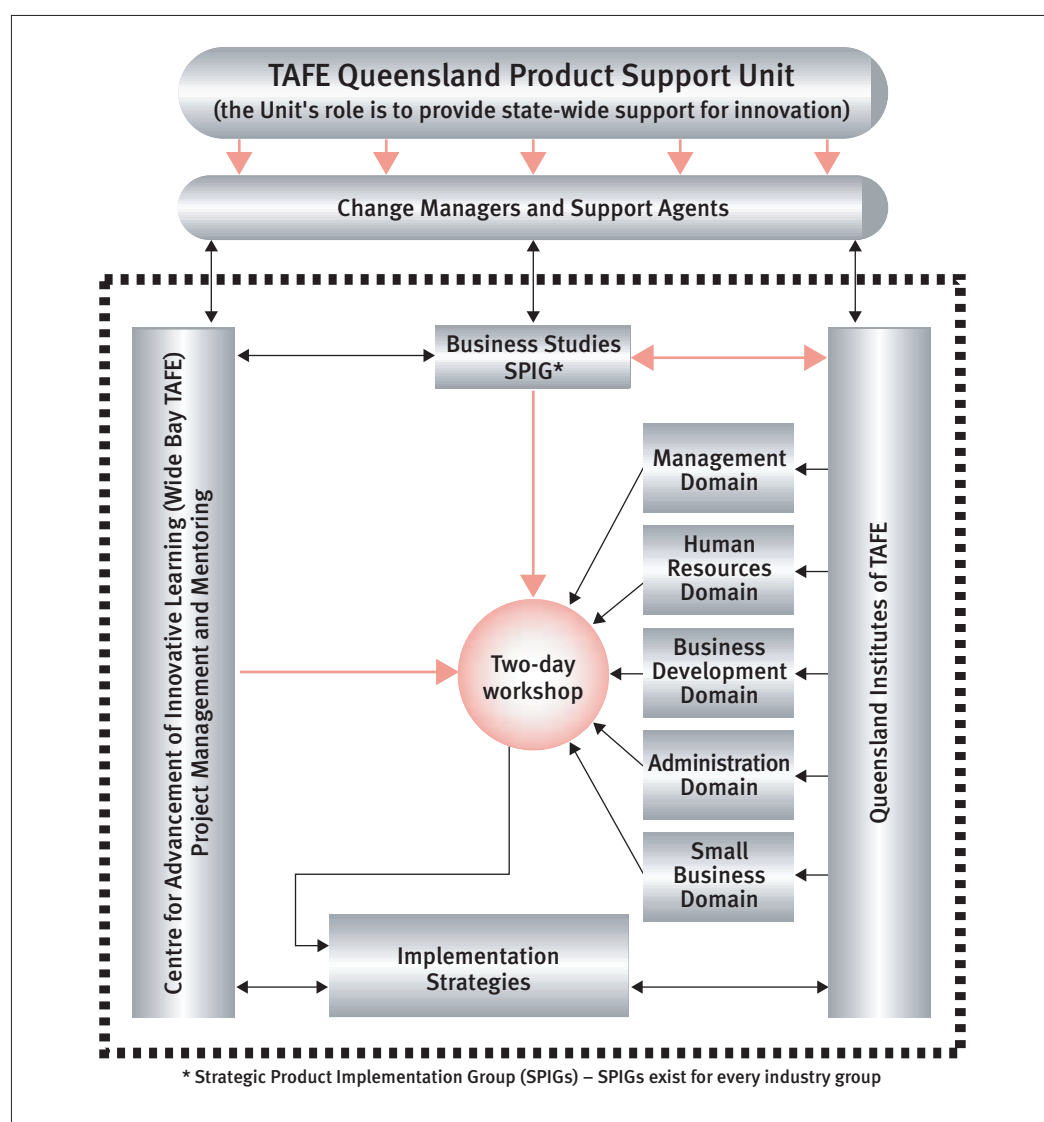 TAFE Queensland Product Support Unit
(the Unit's role is to provide state-wide support for innovation)
Change Managers and Support Agents
Centre for Advancement of Innovative Learning (Wide Bay TAFE)
Project Management and Mentoring
Business Studies
SPIG*
Management
Domain
Human
Resources
Domain
Two-day
workshop
Business
Development
Domain
Administration
Domain
Small
Business
Domain
Queensland Institutes of TAFE
Implementation
Strategies
* Strategic Product Implementation Group (SPIGs) – SPIGs exist for every industry group